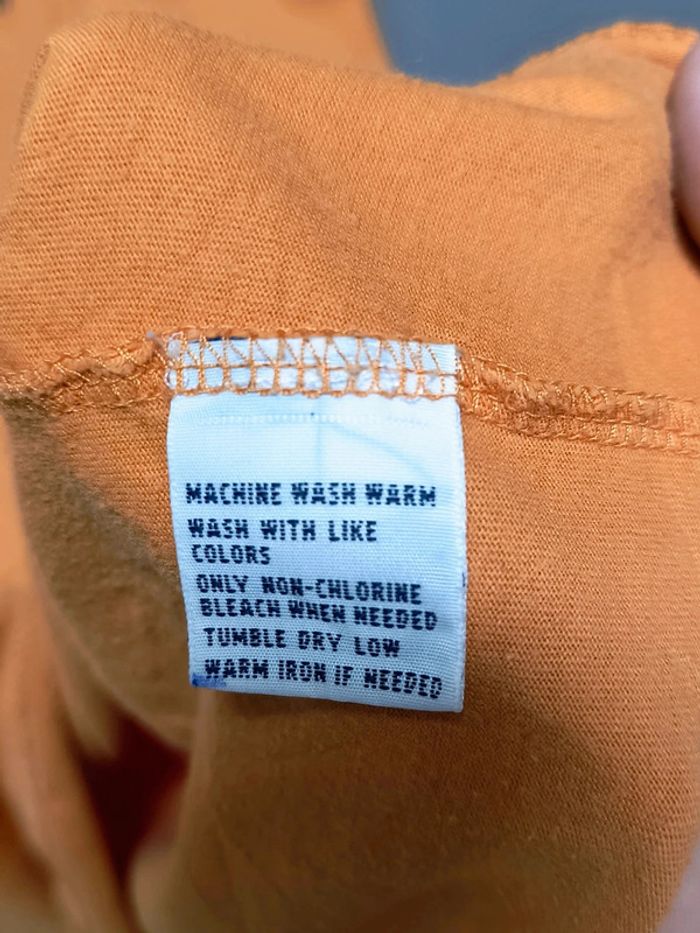 MACHINE WASH WARM
WASH WITH LIKE
COLORS
ONLY NON-CHLORINE
BLEACH WHEN NEEDED
TUMBLE DRY LOW
WARM IRON IF NEEDED